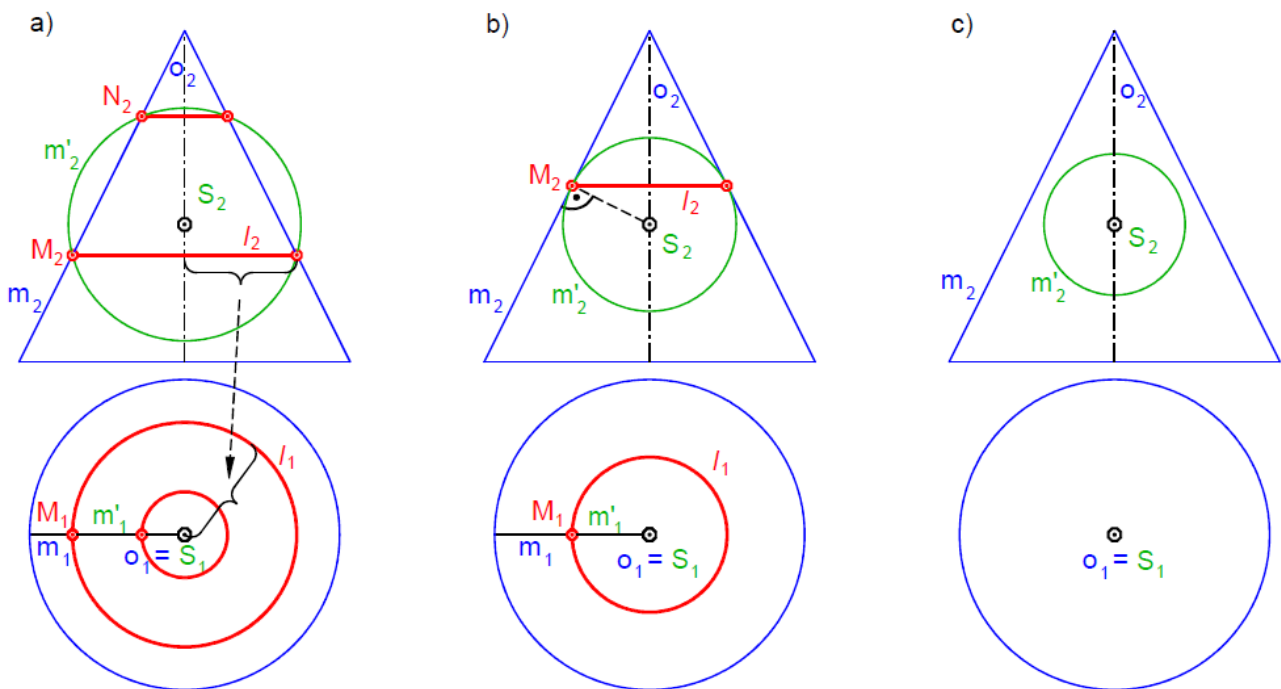 a)
o₂
N₂
m'₂
S₂
l₂
M₂
m₂
l₁
M₁
m'₁
m₁
o₁ = S₁
b)
o₂
M₂
l₂
S₂
m₂
m'₂
l₁
M₁
m'₁
m₁
o₁ = S₁
c)
o₂
S₂
m₂
m'₂
o₁ = S₁